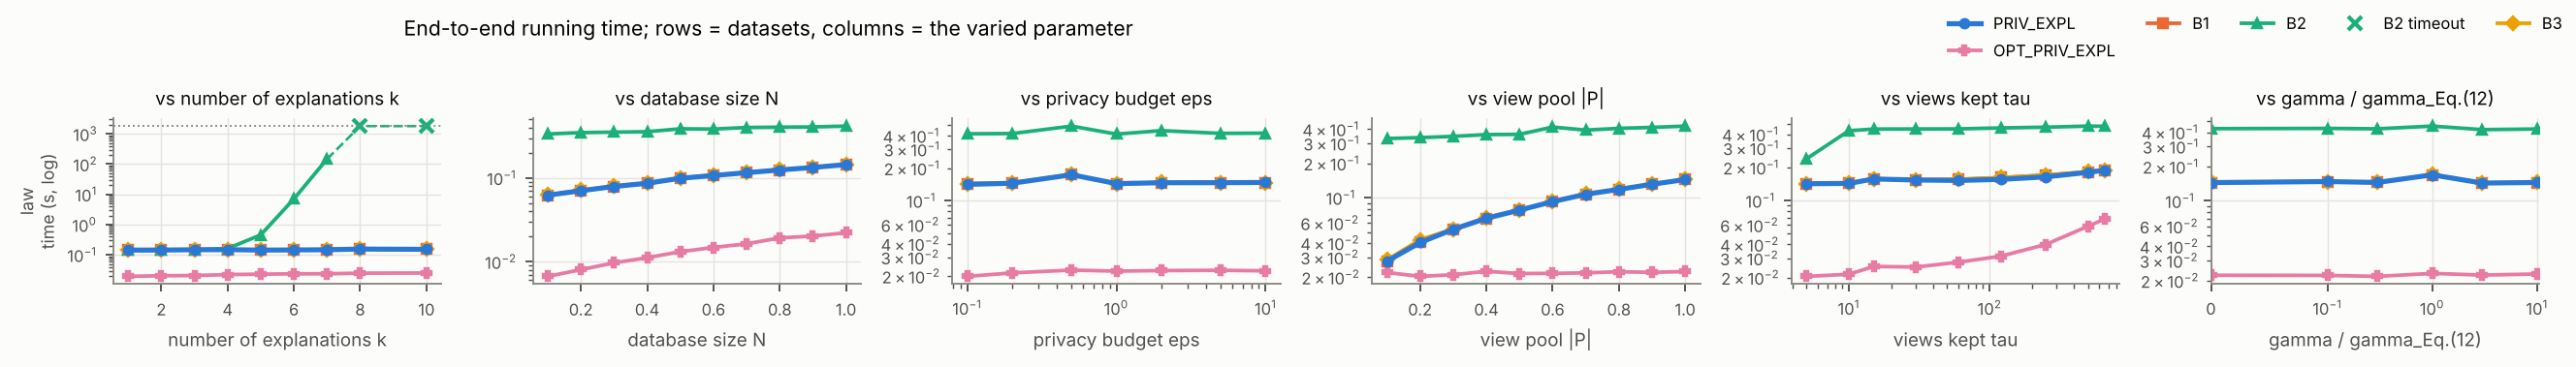 End-to-end running time; rows = datasets, columns = the varied parameter
PRIV_EXPL B1 B2 B2 timeout B3
OPT_PRIV_EXPL
vs number of explanations k
law
time (s, log)
10³
10²
10¹
10⁰
10⁻¹
2 4 6 8 10
number of explanations k
vs database size N
10⁻¹
10⁻²
0.2 0.4 0.6 0.8 1.0
database size N
vs privacy budget eps
4 × 10⁻¹
3 × 10⁻¹
2 × 10⁻¹
10⁻¹
6 × 10⁻²
4 × 10⁻²
3 × 10⁻²
2 × 10⁻²
10⁻¹ 10⁰ 10¹
privacy budget eps
vs view pool |P|
4 × 10⁻¹
3 × 10⁻¹
2 × 10⁻¹
10⁻¹
6 × 10⁻²
4 × 10⁻²
3 × 10⁻²
2 × 10⁻²
0.2 0.4 0.6 0.8 1.0
view pool |P|
vs views kept tau
4 × 10⁻¹
3 × 10⁻¹
2 × 10⁻¹
10⁻¹
6 × 10⁻²
4 × 10⁻²
3 × 10⁻²
2 × 10⁻²
10¹ 10²
views kept tau
vs gamma / gamma_Eq.(12)
4 × 10⁻¹
3 × 10⁻¹
2 × 10⁻¹
10⁻¹
6 × 10⁻²
4 × 10⁻²
3 × 10⁻²
2 × 10⁻²
0 10⁻¹ 10⁰ 10¹
gamma / gamma_Eq.(12)